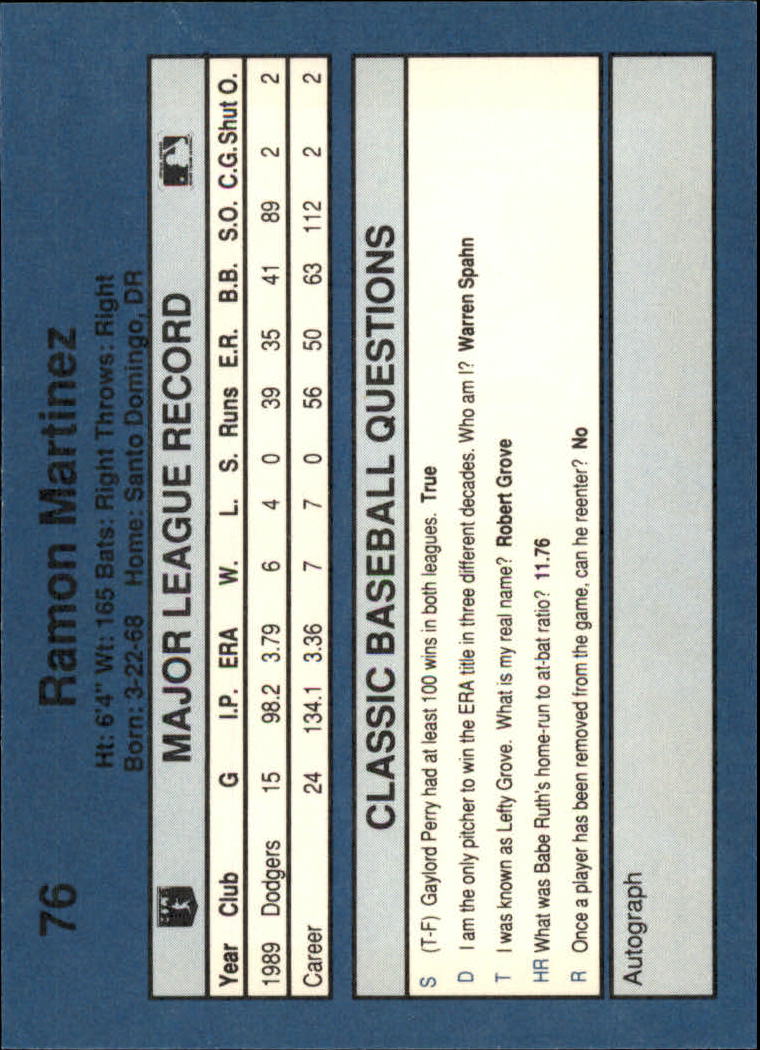 76 Ramon Martinez
Ht: 6'4" Wt: 165 Bats: Right Throws: Right
Born: 3-22-68 Home: Santo Domingo, DR
MAJOR LEAGUE RECORD
Year Club G I.P. ERA W. L. S. Runs E.R. B.B. S.O. C.G. Shut O.
1989 Dodgers 15 98.2 3.79 6 4 0 39 35 41 89 2 2
Career 24 134.1 3.36 7 7 0 56 50 63 112 2 2
CLASSIC BASEBALL QUESTIONS
S (T-F) Gaylord Perry had at least 100 wins in both leagues. True
D I am the only pitcher to win the ERA title in three different decades. Who am I? Warren Spahn
T I was known as Lefty Grove. What is my real name? Robert Grove
HR What was Babe Ruth's home-run to at-bat ratio? 11.76
R Once a player has been removed from the game, can he reenter? No
Autograph